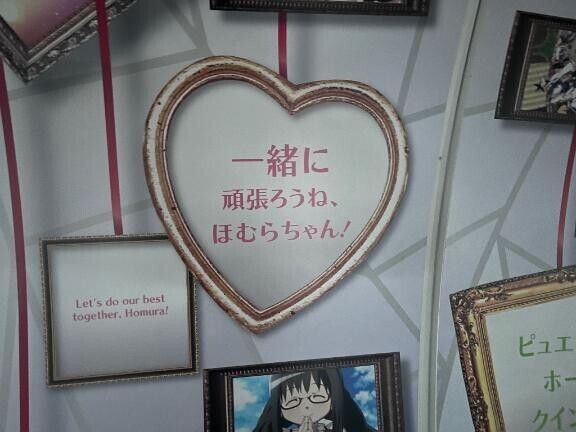 一緒に
頑張ろうね、
ほむらちゃん!
Let's do our best
together, Homura!
ピュエ
ホー
クイン